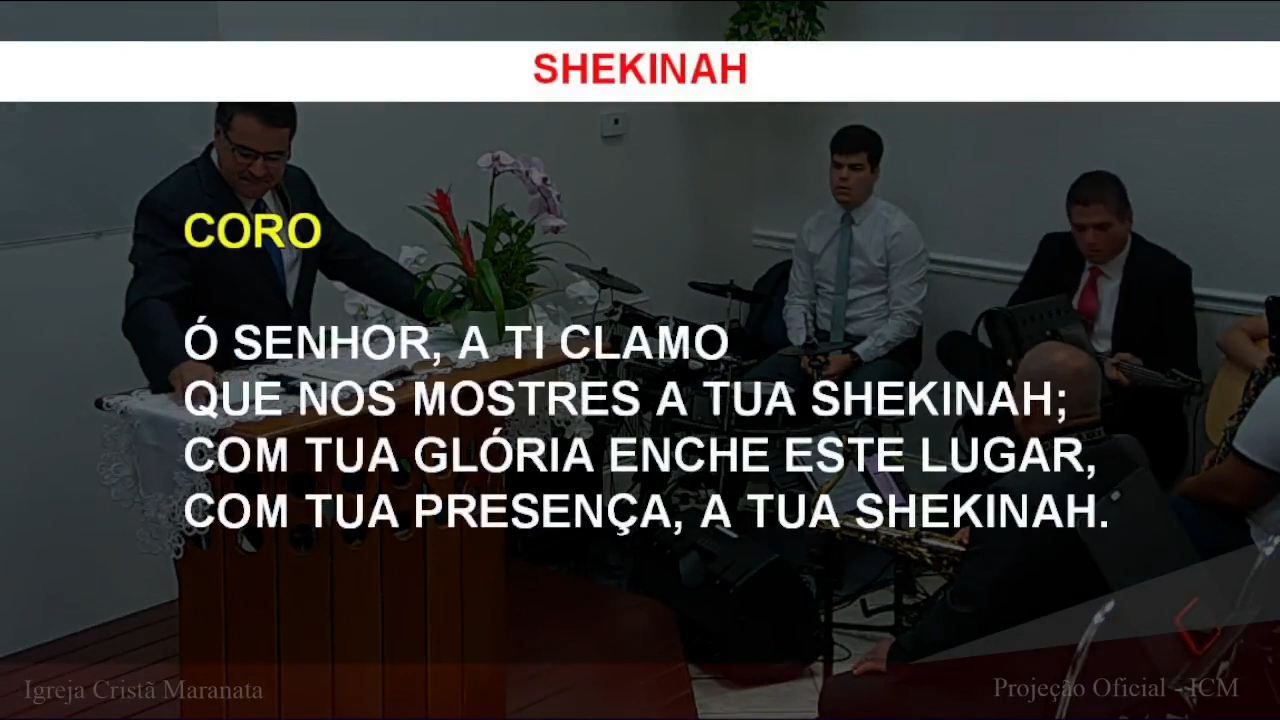 SHEKINAH
CORO
Ó SENHOR, A TI CLAMO
QUE NOS MOSTRES A TUA SHEKINAH;
COM TUA GLÓRIA ENCHE ESTE LUGAR,
COM TUA PRESENÇA, A TUA SHEKINAH.
Igreja Cristã Maranata
Projeção Oficial - ICM